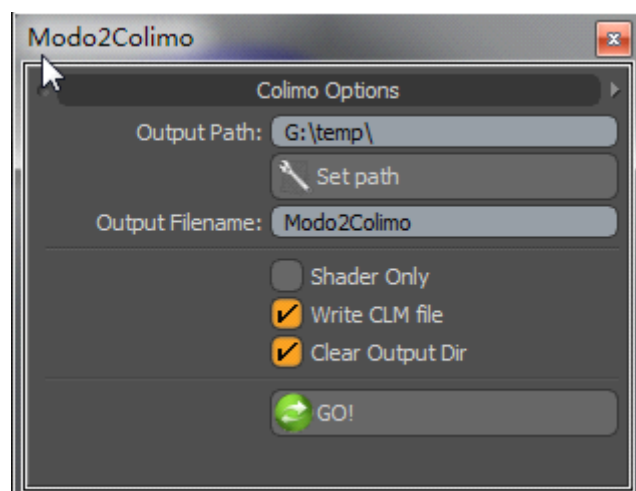 Modo2Colimo
Colimo Options
Output Path: G:\temp\
Set path
Output Filename: Modo2Colimo
Shader Only
Write CLM file
Clear Output Dir
GO!